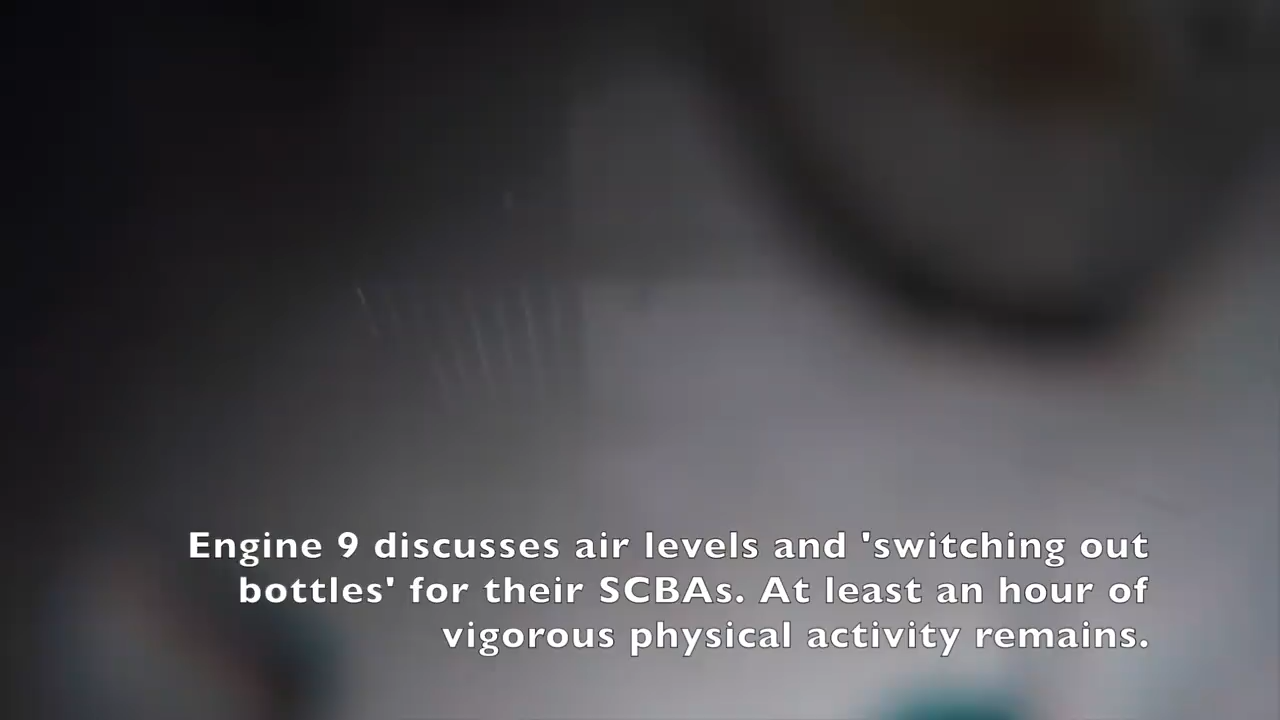 Engine 9 discusses air levels and 'switching out
bottles' for their SCBAs. At least an hour of
vigorous physical activity remains.